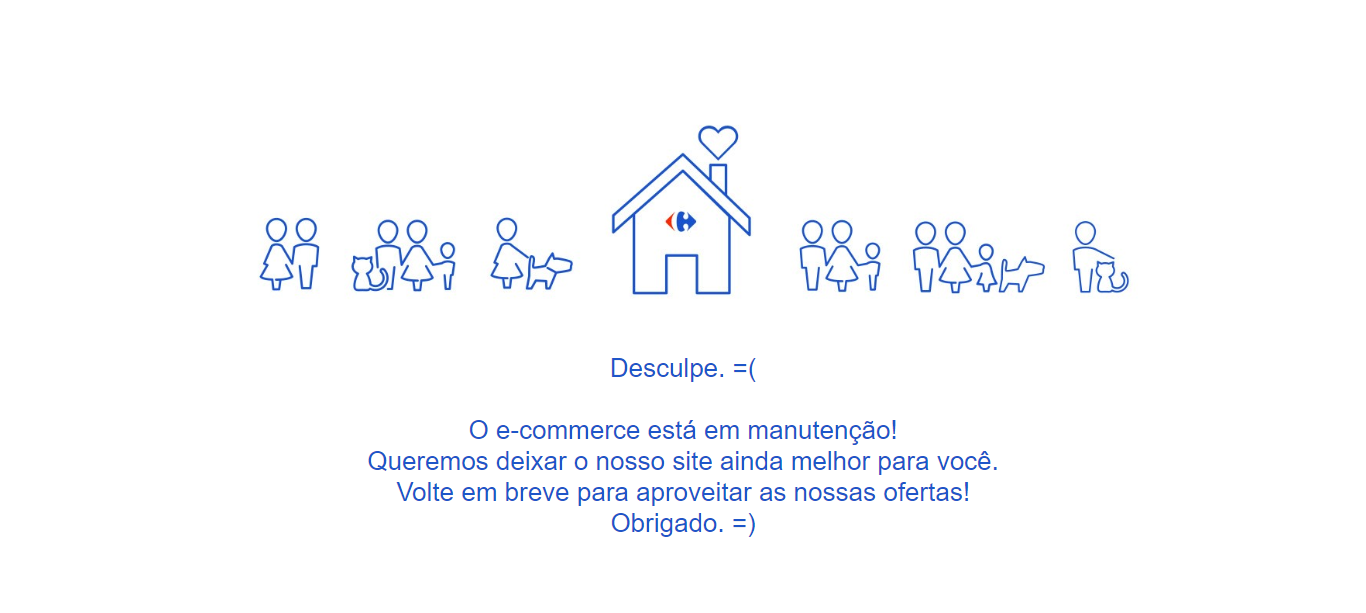 Desculpe. =(
O e-commerce está em manutenção!
Queremos deixar o nosso site ainda melhor para você.
Volte em breve para aproveitar as nossas ofertas!
Obrigado. =)